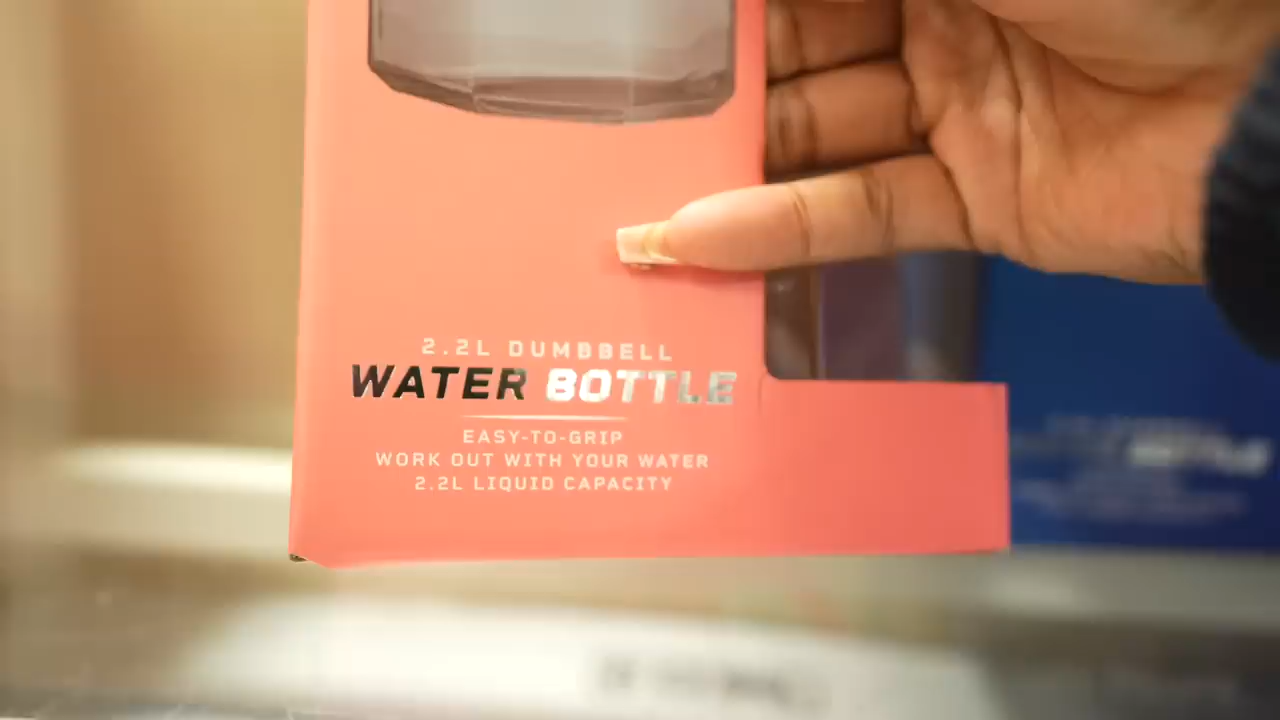 2.2L DUMBBELL
WATER BOTTLE
EASY-TO-GRIP
WORK OUT WITH YOUR WATER
2.2L LIQUID CAPACITY